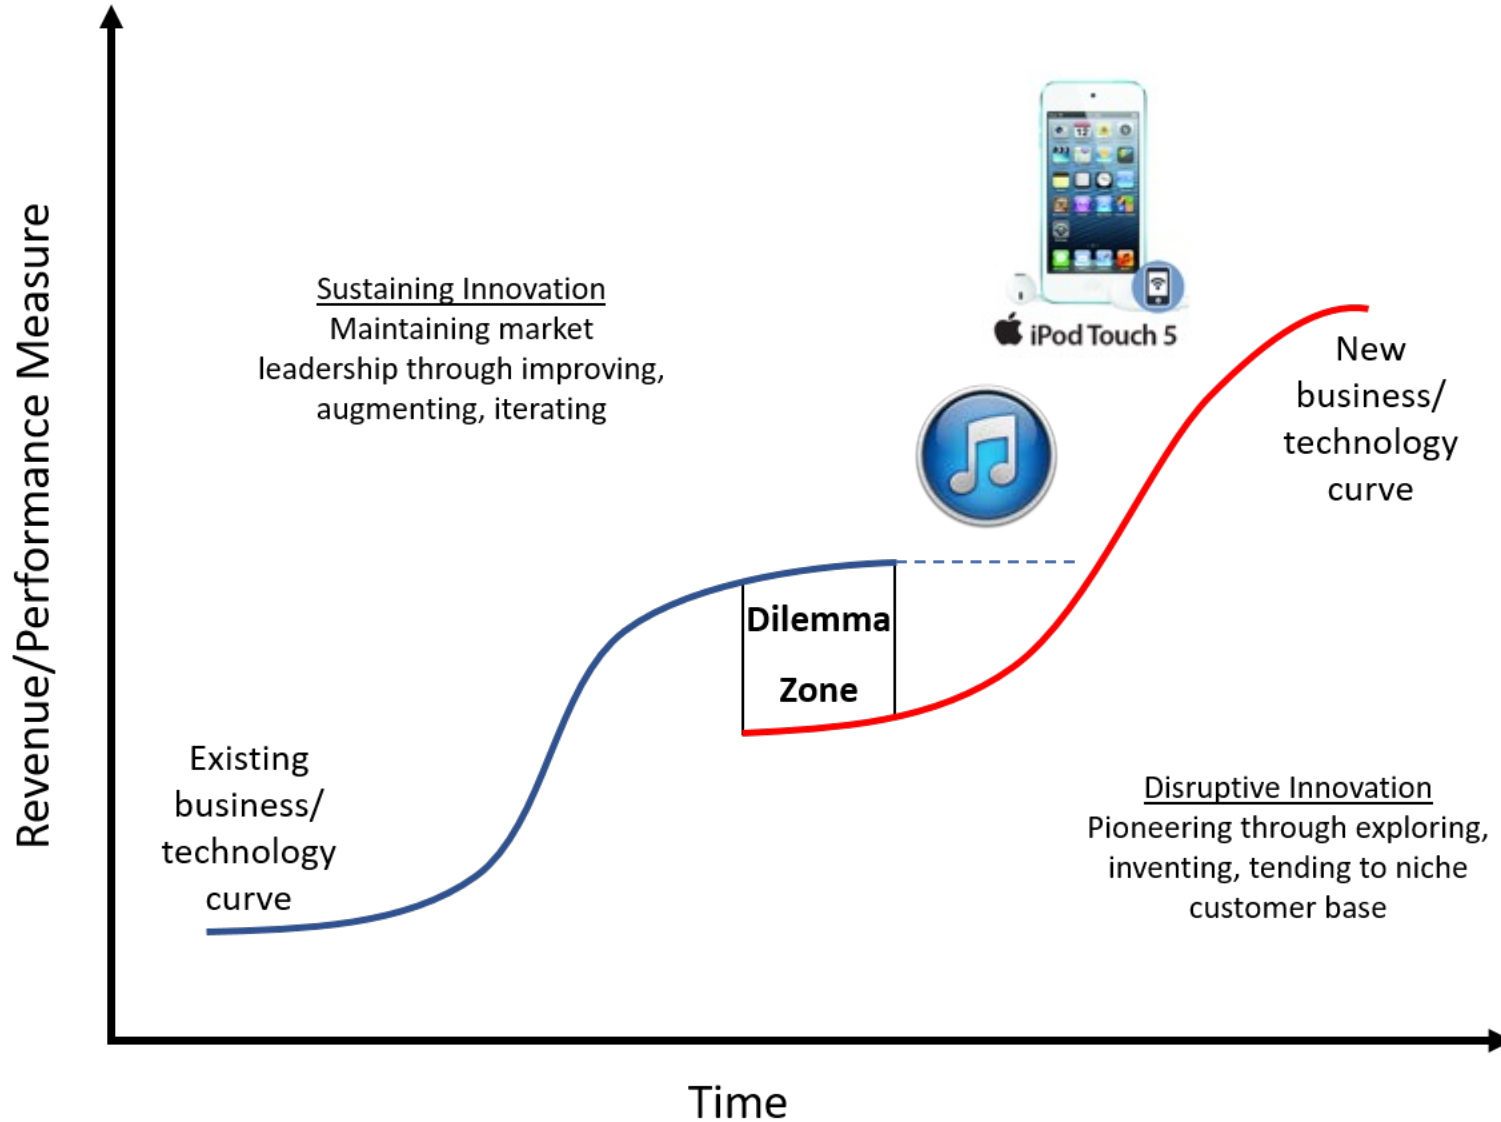 Revenue/Performance Measure
Sustaining Innovation
Maintaining market
leadership through improving,
augmenting, iterating
12
iPod Touch 5
New
business/
technology
curve
Dilemma
Zone
Existing
business/
technology
curve
Disruptive Innovation
Pioneering through exploring,
inventing, tending to niche
customer base
Time